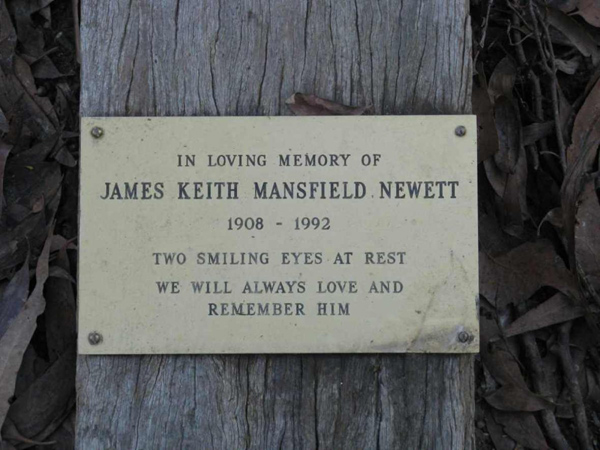 IN LOVING MEMORY OF
JAMES KEITH MANSFIELD NEWETT
1908 - 1992
TWO SMILING EYES AT REST
WE WILL ALWAYS LOVE AND
REMEMBER HIM